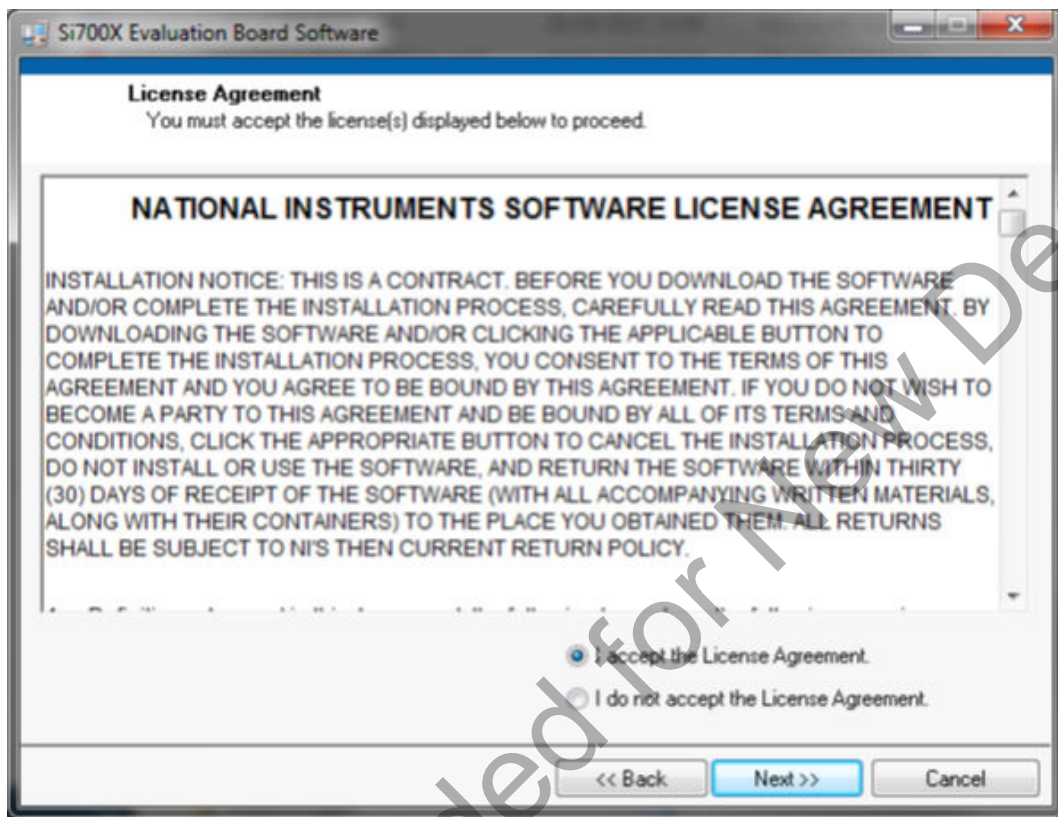 Si700X Evaluation Board Software
License Agreement
You must accept the license(s) displayed below to proceed.
NATIONAL INSTRUMENTS SOFTWARE LICENSE AGREEMENT
INSTALLATION NOTICE: THIS IS A CONTRACT. BEFORE YOU DOWNLOAD THE SOFTWARE
AND/OR COMPLETE THE INSTALLATION PROCESS, CAREFULLY READ THIS AGREEMENT. BY
DOWNLOADING THE SOFTWARE AND/OR CLICKING THE APPLICABLE BUTTON TO
COMPLETE THE INSTALLATION PROCESS, YOU CONSENT TO THE TERMS OF THIS
AGREEMENT AND YOU AGREE TO BE BOUND BY THIS AGREEMENT. IF YOU DO NOT WISH TO
BECOME A PARTY TO THIS AGREEMENT AND BE BOUND BY ALL OF ITS TERMS AND
CONDITIONS, CLICK THE APPROPRIATE BUTTON TO CANCEL THE INSTALLATION PROCESS,
DO NOT INSTALL OR USE THE SOFTWARE, AND RETURN THE SOFTWARE WITHIN THIRTY
(30) DAYS OF RECEIPT OF THE SOFTWARE (WITH ALL ACCOMPANYING WRITTEN MATERIALS,
ALONG WITH THEIR CONTAINERS) TO THE PLACE YOU OBTAINED THEM. ALL RETURNS
SHALL BE SUBJECT TO NI'S THEN CURRENT RETURN POLICY.
I accept the License Agreement.
I do not accept the License Agreement.
<< Back Next >> Cancel
ded for New De